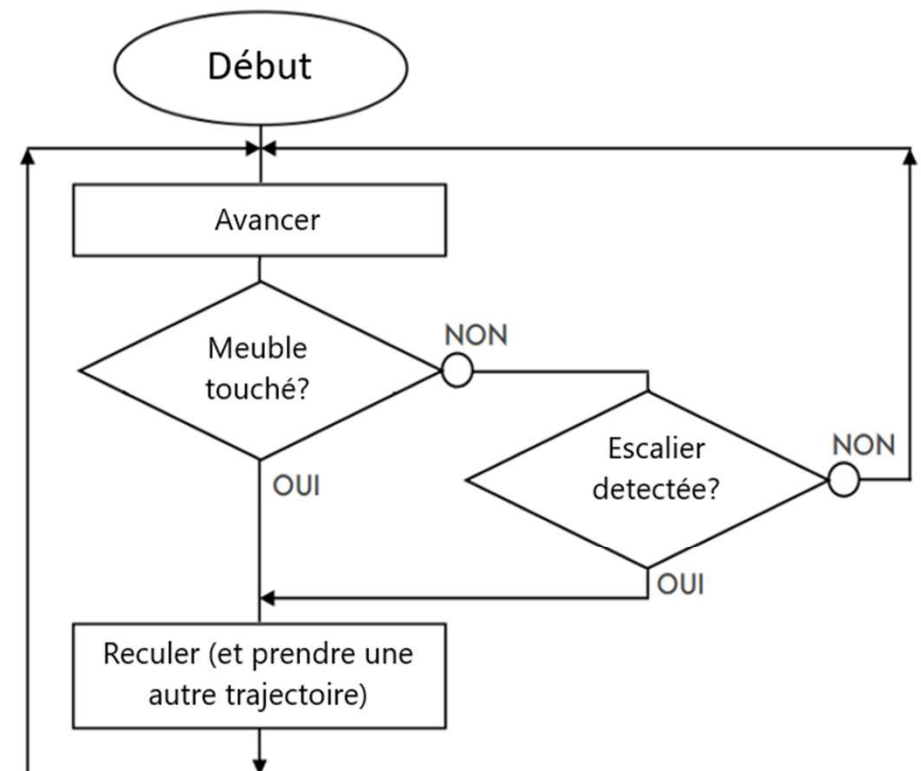 Début
Avancer
Meuble
touché?
NON
OUI
Escalier
detectée?
NON
OUI
Reculer (et prendre une
autre trajectoire)